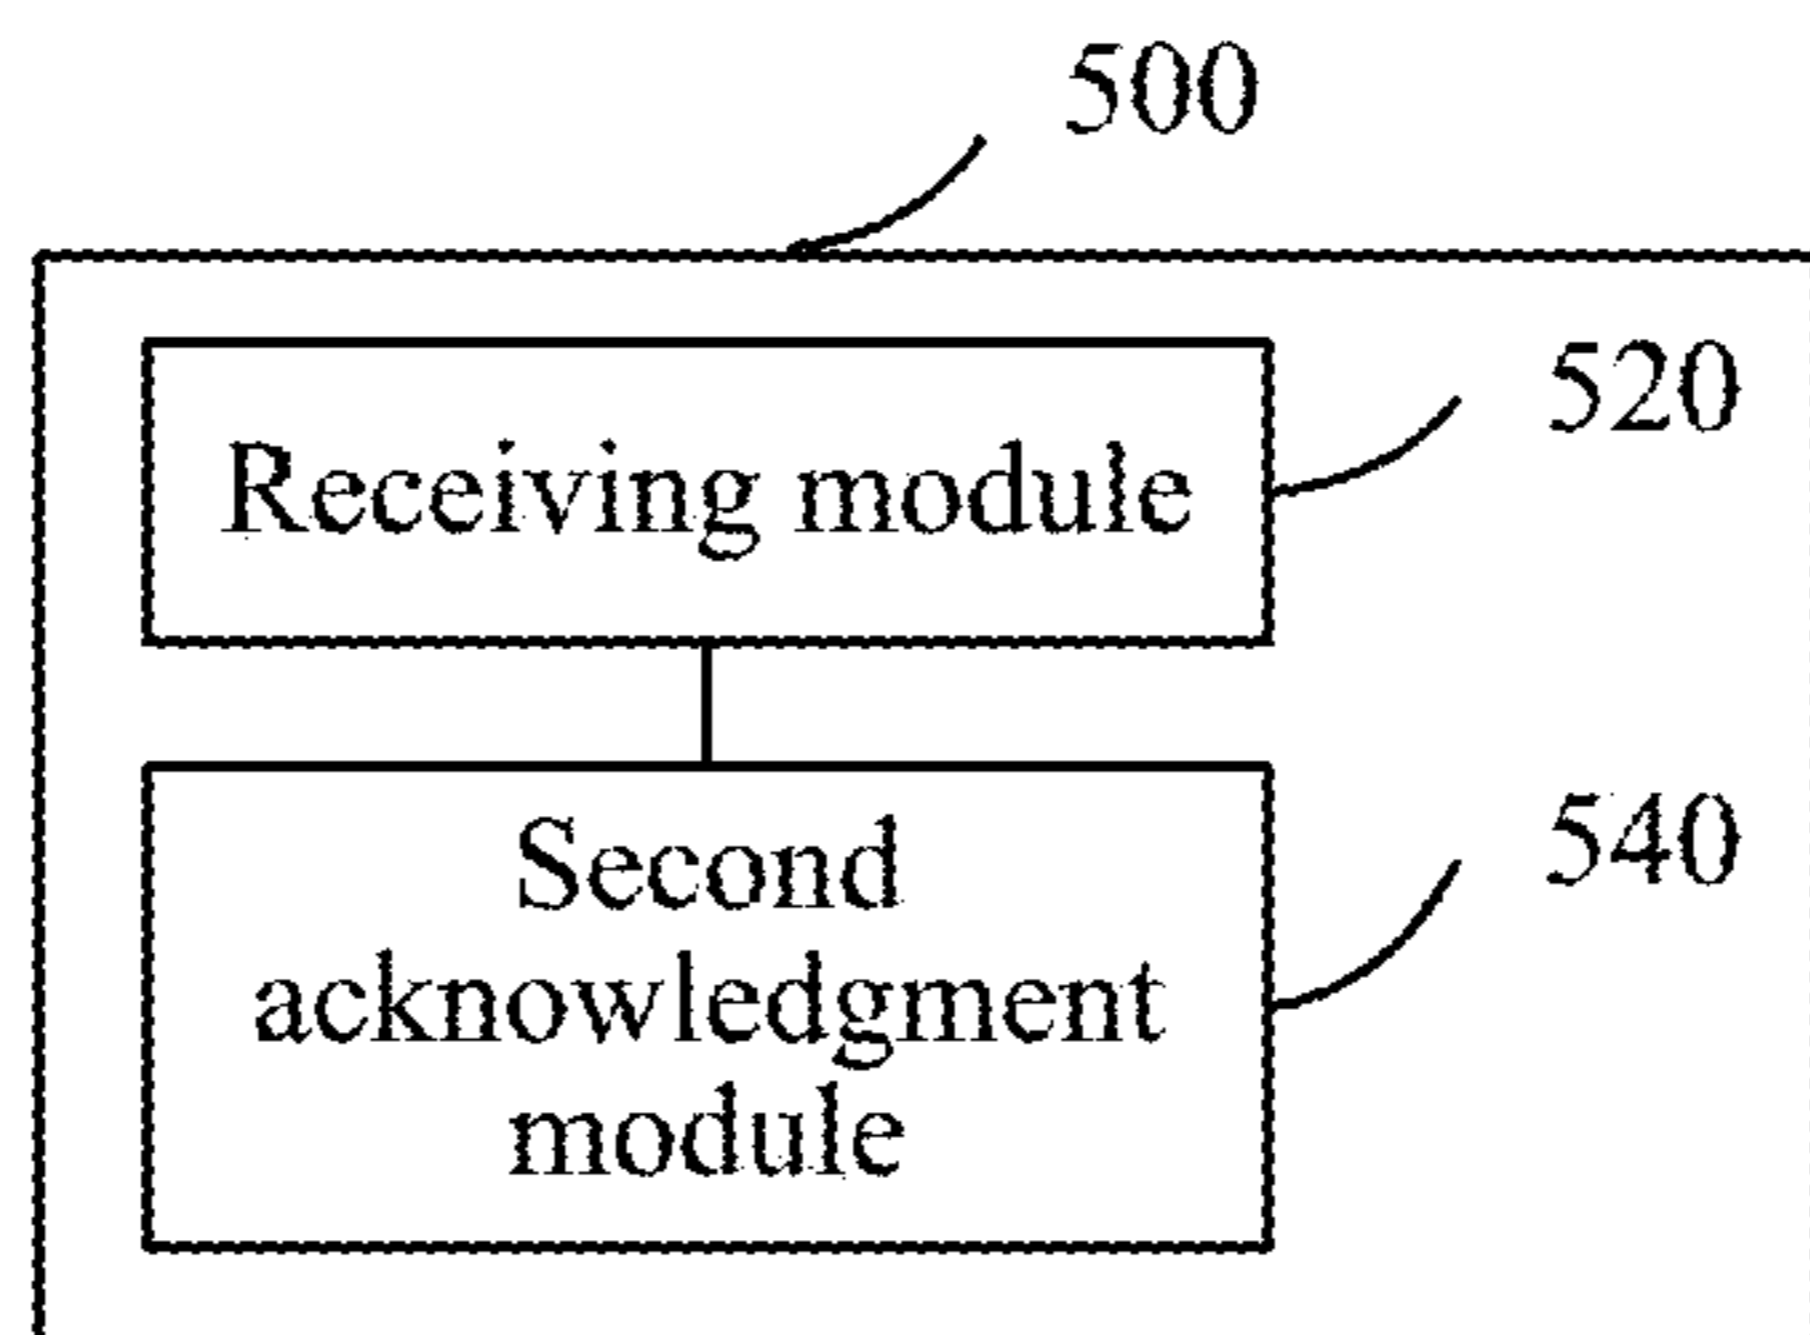 500
520
Receiving module
540
Second
acknowledgment
module